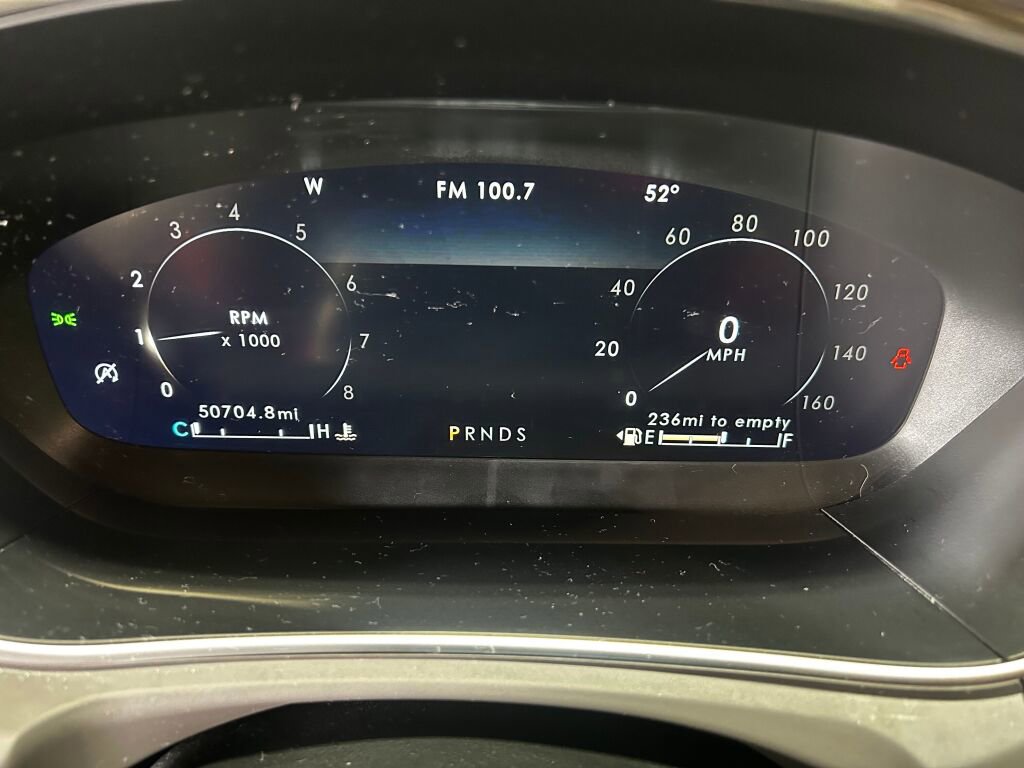 W FM 100.7 52°
0 1 2 3 4 5 6 7 8
RPM
x 1000
0 20 40 60 80 100 120 140 160
0
MPH
50704.8mi
C H
PRNDS
236mi to empty
E F